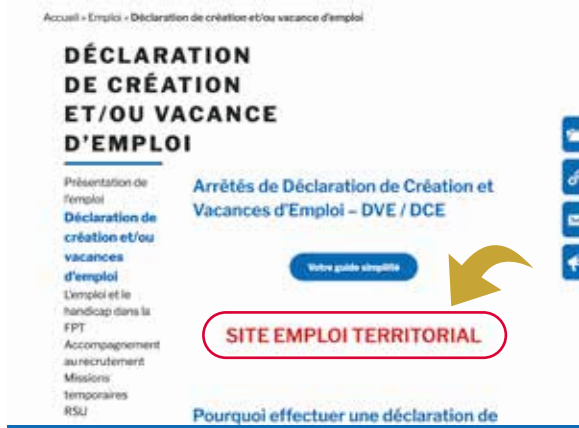 Accueil » Emploi » Déclaration de création et/ou vacance d'emploi
DÉCLARATION
DE CRÉATION
ET/OU VACANCE
D'EMPLOI
Présentation de
l'emploi
Déclaration de
création et/ou
vacances
d'emploi
L'emploi et le
handicap dans la
FPT
Accompagnement
au recrutement
Missions
temporaires
RSU
Arrêtés de Déclaration de Création et
Vacances d'Emploi – DVE / DCE
Votre guide simplifié
SITE EMPLOI TERRITORIAL
Pourquoi effectuer une déclaration de